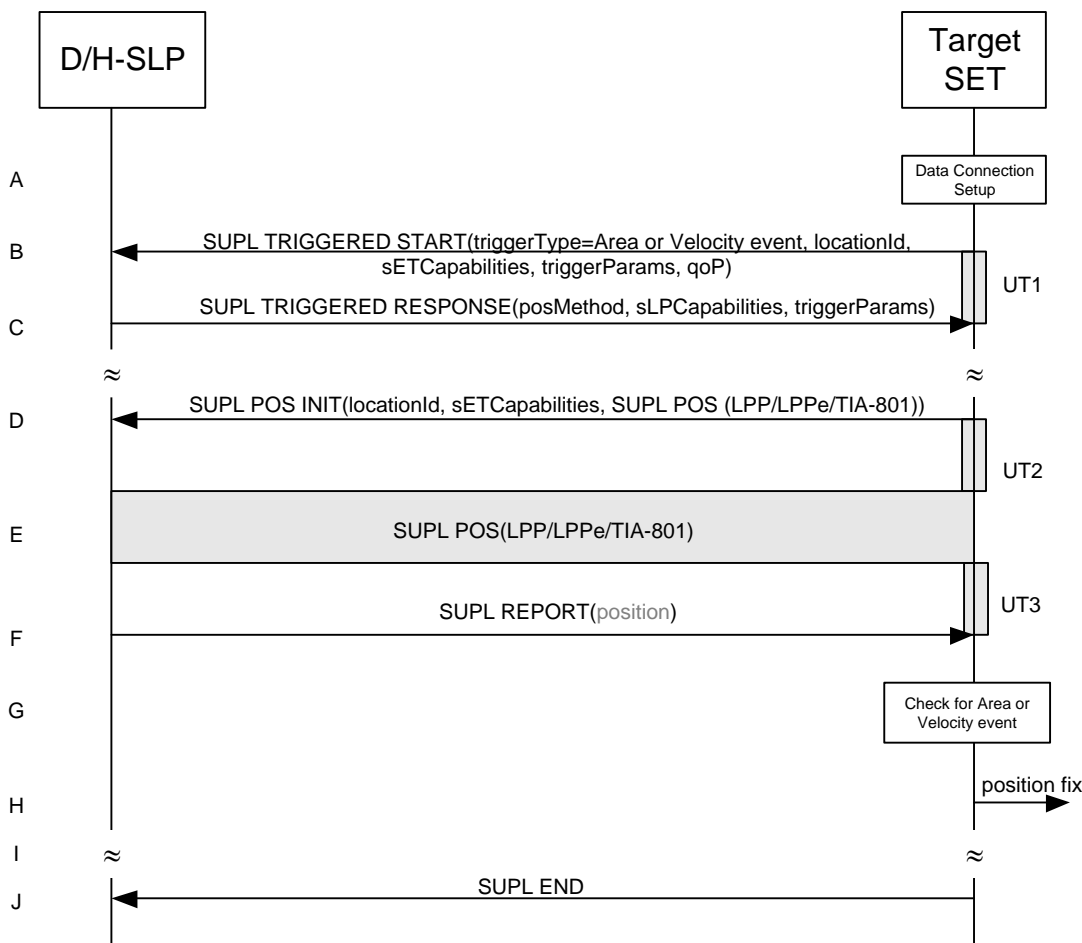 D/H-SLP
Target
SET
A
Data Connection
Setup
B
SUPL TRIGGERED START(triggerType=Area or Velocity event, locationId,
sETCapabilities, triggerParams, qoP)
UT1
C
SUPL TRIGGERED RESPONSE(posMethod, sLPCapabilities, triggerParams)
≈ ≈
D
SUPL POS INIT(locationId, sETCapabilities, SUPL POS (LPP/LPPe/TIA-801))
UT2
E
SUPL POS(LPP/LPPe/TIA-801)
UT3
F
SUPL REPORT(position)
G
Check for Area or
Velocity event
H
position fix
I
≈ ≈
J
SUPL END